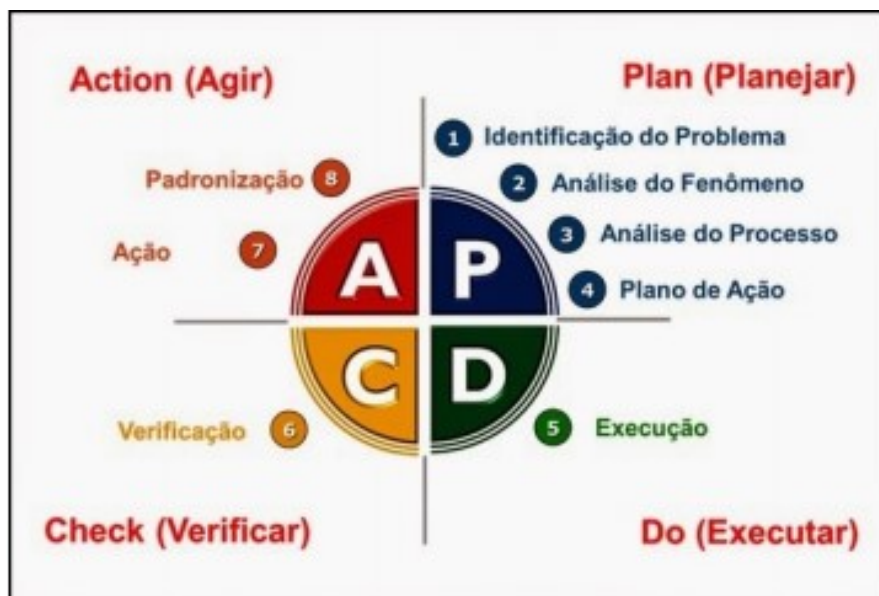 Action (Agir)
Plan (Planejar)
1 Identificação do Problema
2 Análise do Fenômeno
3 Análise do Processo
4 Plano de Ação
Padronização 8
Ação 7
A P
C D
Verificação 6
5 Execução
Check (Verificar)
Do (Executar)